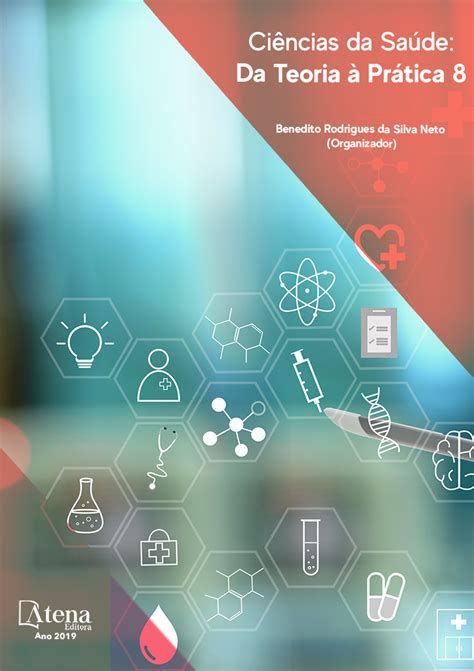 Ciências da Saúde:
Da Teoria à Prática 8
Benedito Rodrigues da Silva Neto
(Organizador)
Atena
Editora
Ano 2019